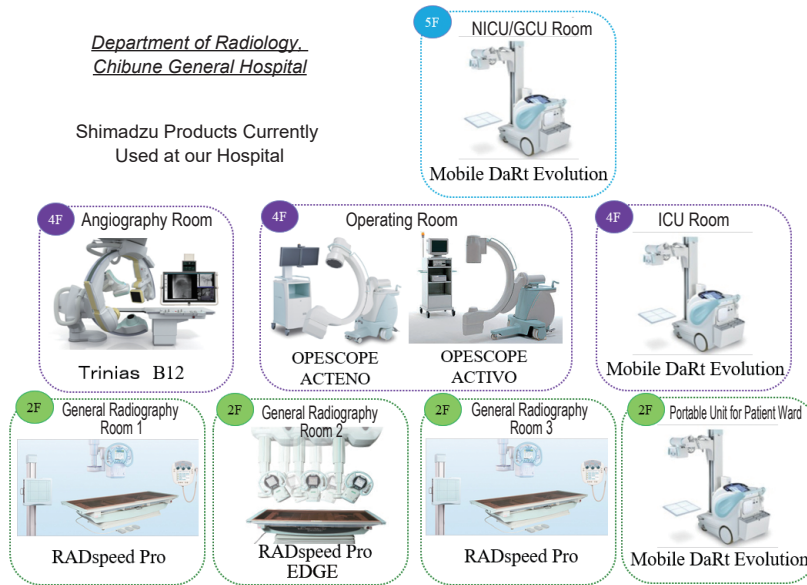 Department of Radiology,
Chibune General Hospital
Shimadzu Products Currently
Used at our Hospital
5F
NICU/GCU Room
Mobile DaRt Evolution
4F
Angiography Room
Trinias B12
4F
Operating Room
OPESCOPE
ACTENO
OPESCOPE
ACTIVO
4F
ICU Room
Mobile DaRt Evolution
2F
General Radiography
Room 1
RADspeed Pro
2F
General Radiography
Room 2
RADspeed Pro
EDGE
2F
General Radiography
Room 3
RADspeed Pro
2F
Portable Unit for Patient Ward
Mobile DaRt Evolution